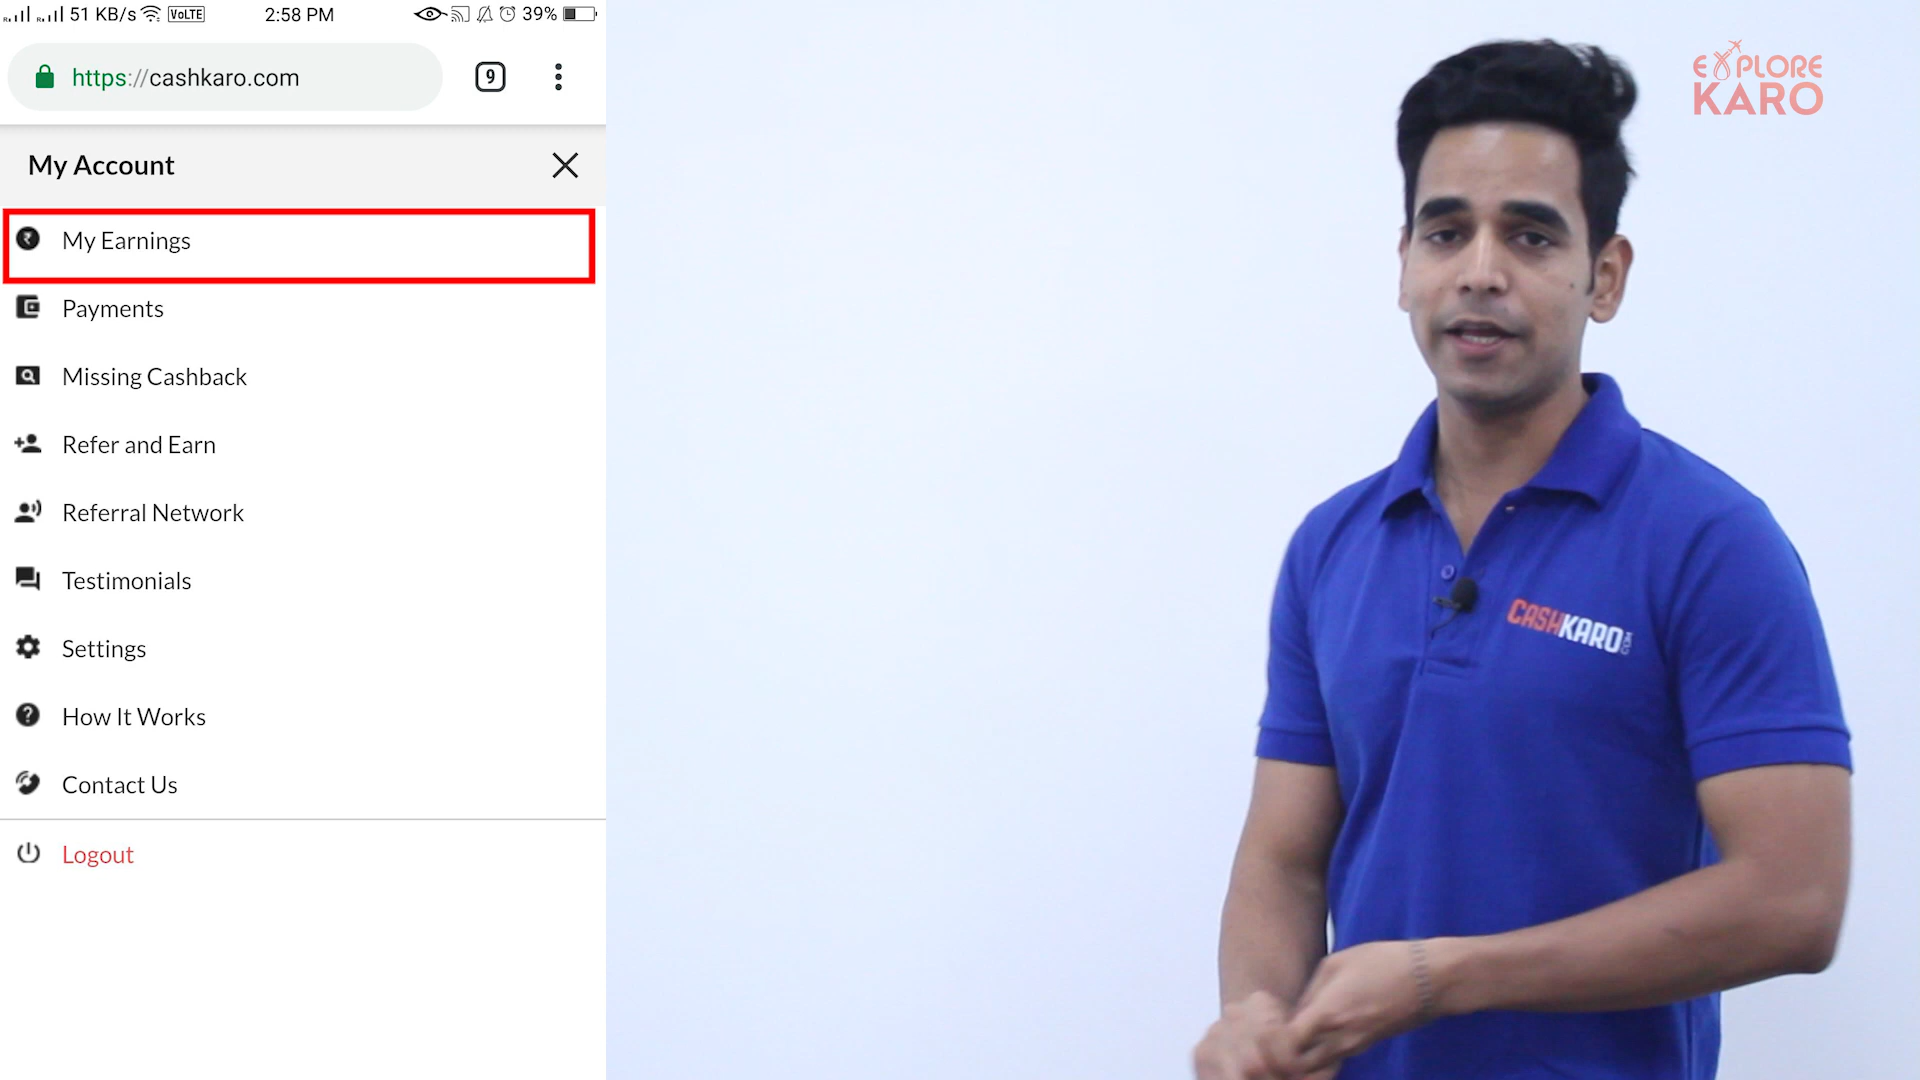 51 KB/s VoLTE 2:58 PM 39%
https://cashkaro.com 9
My Account
My Earnings
Payments
Missing Cashback
Refer and Earn
Referral Network
Testimonials
Settings
How It Works
Contact Us
Logout
EXPLORE
KARO
CASHKARO.COM